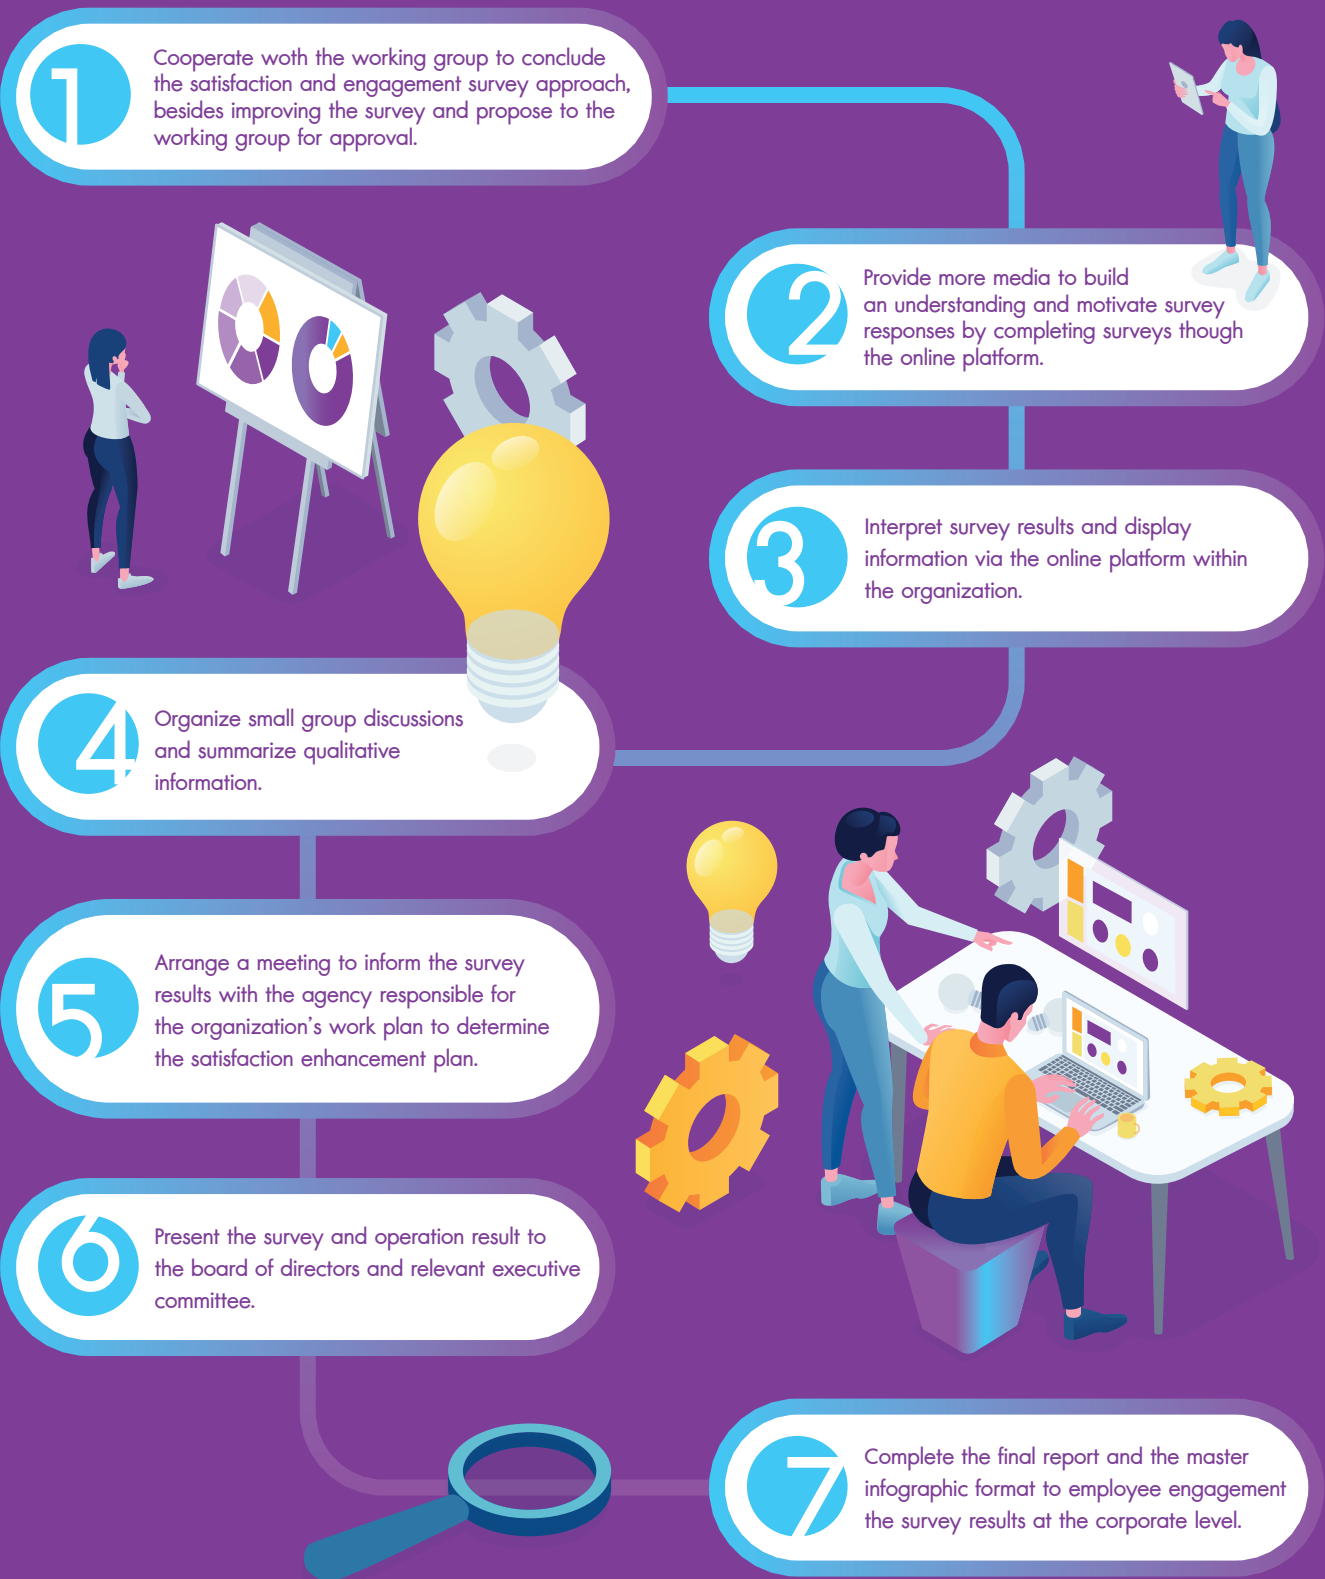 1
Cooperate woth the working group to conclude
the satisfaction and engagement survey approach,
besides improving the survey and propose to the
working group for approval.
2
Provide more media to build
an understanding and motivate survey
responses by completing surveys though
the online platform.
3
Interpret survey results and display
information via the online platform within
the organization.
4
Organize small group discussions
and summarize qualitative
information.
5
Arrange a meeting to inform the survey
results with the agency responsible for
the organization's work plan to determine
the satisfaction enhancement plan.
6
Present the survey and operation result to
the board of directors and relevant executive
committee.
7
Complete the final report and the master
infographic format to employee engagement
the survey results at the corporate level.